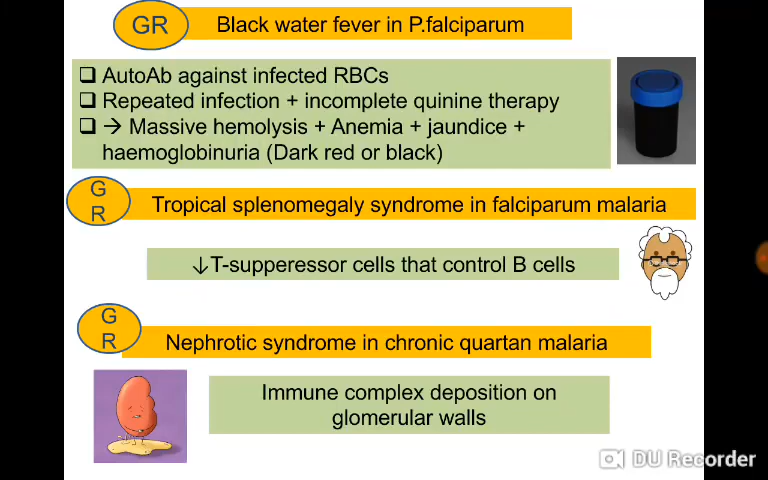 GR
Black water fever in P.falciparum
❑ AutoAb against infected RBCs
❑ Repeated infection + incomplete quinine therapy
❑ → Massive hemolysis + Anemia + jaundice +
haemoglobinuria (Dark red or black)
G
R
Tropical splenomegaly syndrome in falciparum malaria
↓T-supperessor cells that control B cells
G
R
Nephrotic syndrome in chronic quartan malaria
Immune complex deposition on
glomerular walls
DU Recorder